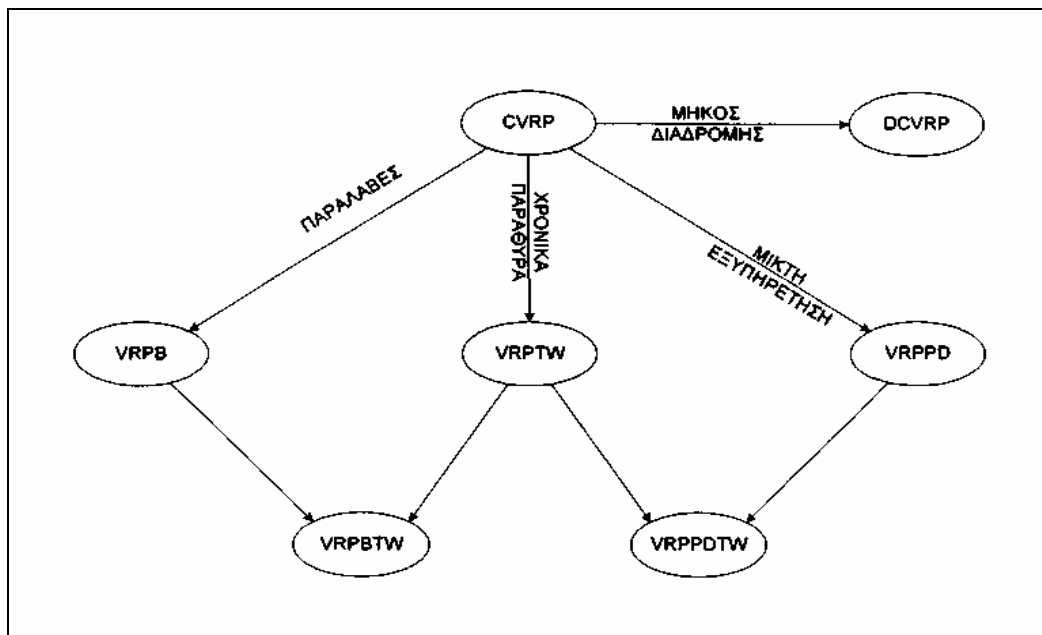 CVRP
ΜΗΚΟΣ
ΔΙΑΔΡΟΜΗΣ
DCVRP
ΠΑΡΑΛΑΒΕΣ
ΧΡΟΝΙΚΑ
ΠΑΡΑΘΥΡΑ
ΜΙΚΤΗ
ΕΞΥΠΗΡΕΤΗΣΗ
VRPB
VRPTW
VRPPD
VRPBTW
VRPPDTW